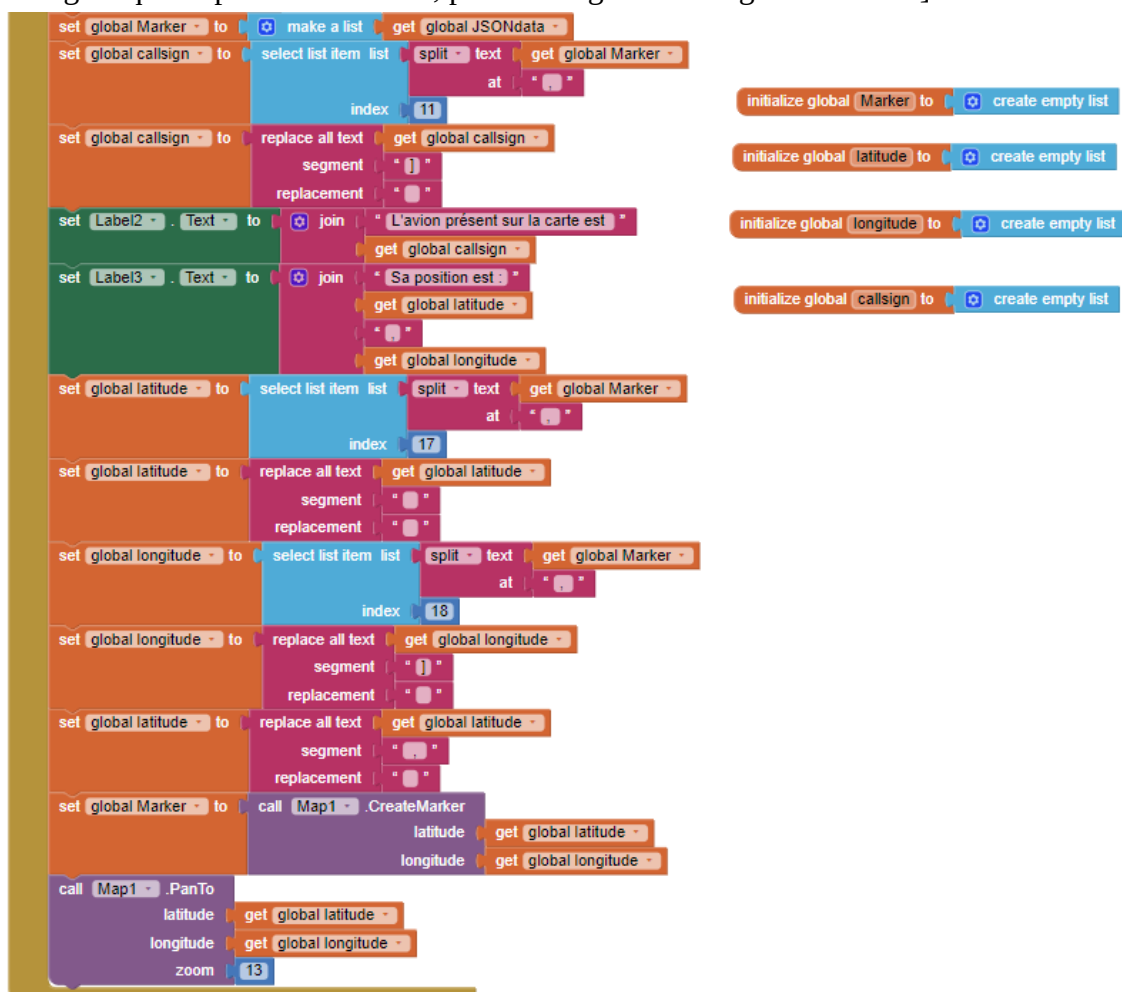 set global Marker to make a list get global JSONdata
set global callsign to select list item list split text get global Marker
at " , "
index 11
set global callsign to replace all text get global callsign
segment " ] "
replacement " "
set Label2 . Text to join " L'avion présent sur la carte est "
get global callsign
set Label3 . Text to join " Sa position est : "
get global latitude
" , "
get global longitude
set global latitude to select list item list split text get global Marker
at " , "
index 17
set global latitude to replace all text get global latitude
segment " "
replacement " "
set global longitude to select list item list split text get global Marker
at " , "
index 18
set global longitude to replace all text get global longitude
segment " ] "
replacement " "
set global latitude to replace all text get global latitude
segment " , "
replacement " "
set global Marker to call Map1 .CreateMarker
latitude get global latitude
longitude get global longitude
call Map1 .PanTo
latitude get global latitude
longitude get global longitude
zoom 13
initialize global Marker to create empty list
initialize global latitude to create empty list
initialize global longitude to create empty list
initialize global callsign to create empty list